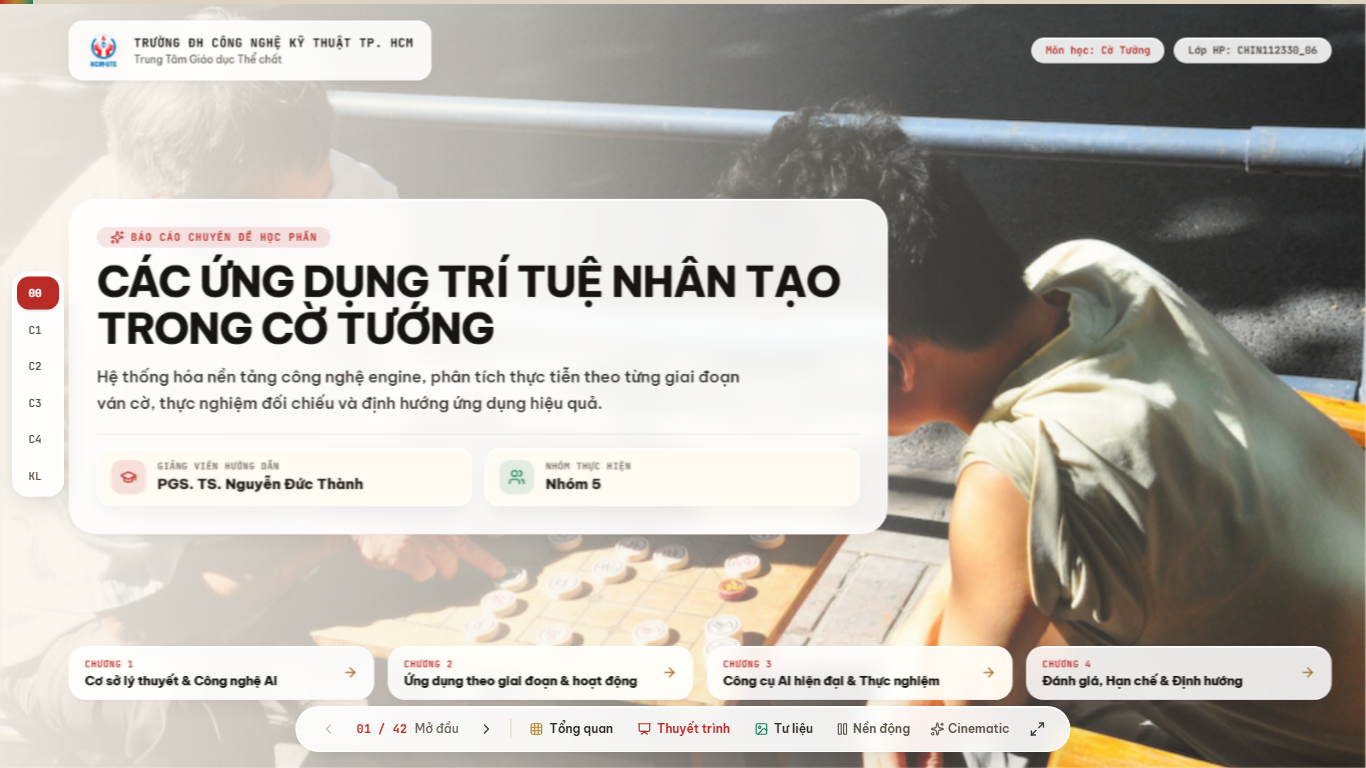 TRƯỜNG ĐH CÔNG NGHỆ KỸ THUẬT TP. HCM
Trung Tâm Giáo dục Thể chất
HCM-UTE
Môn học: Cờ Tướng
Lớp HP: CHIN112330_06
BÁO CÁO CHUYÊN ĐỀ HỌC PHẦN
CÁC ỨNG DỤNG TRÍ TUỆ NHÂN TẠO
TRONG CỜ TƯỚNG
Hệ thống hóa nền tảng công nghệ engine, phân tích thực tiễn theo từng giai đoạn
ván cờ, thực nghiệm đối chiếu và định hướng ứng dụng hiệu quả.
GIẢNG VIÊN HƯỚNG DẪN
PGS. TS. Nguyễn Đức Thành
NHÓM THỰC HIỆN
Nhóm 5
00
C1
C2
C3
C4
KL
CHƯƠNG 1
Cơ sở lý thuyết & Công nghệ AI
CHƯƠNG 2
Ứng dụng theo giai đoạn & hoạt động
CHƯƠNG 3
Công cụ AI hiện đại & Thực nghiệm
CHƯƠNG 4
Đánh giá, Hạn chế & Định hướng
01 / 42 Mở đầu
Tổng quan
Thuyết trình
Tư liệu
Nền động
Cinematic